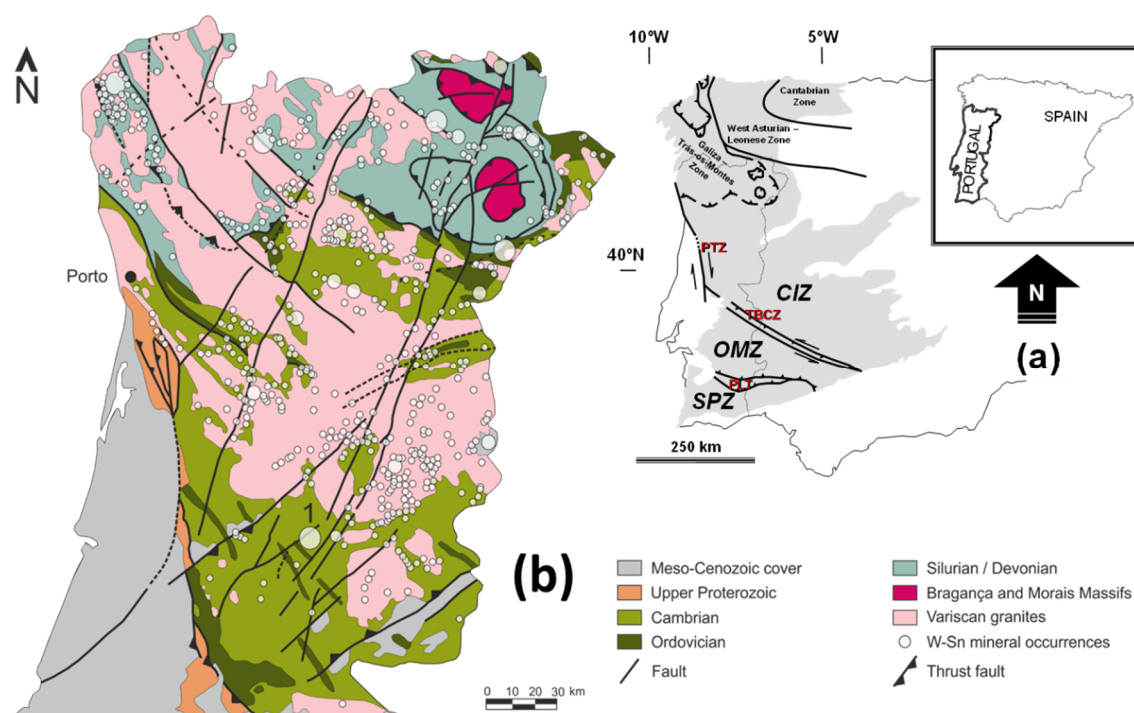 N
Porto
1
(b)
0 10 20 30 km
10°W
5°W
40°N
Cantabrian
Zone
West Asturian –
Leonese Zone
Galiza –
Trás-os-Montes
Zone
PTZ
CIZ
TBCZ
OMZ
PLT
SPZ
250 km
SPAIN
PORTUGAL
N
(a)
Meso-Cenozoic cover
Upper Proterozoic
Cambrian
Ordovician
Fault
Silurian / Devonian
Bragança and Morais Massifs
Variscan granites
W-Sn mineral occurrences
Thrust fault